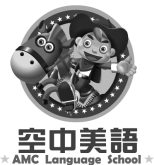 空中美語
★ AMC Language School ★